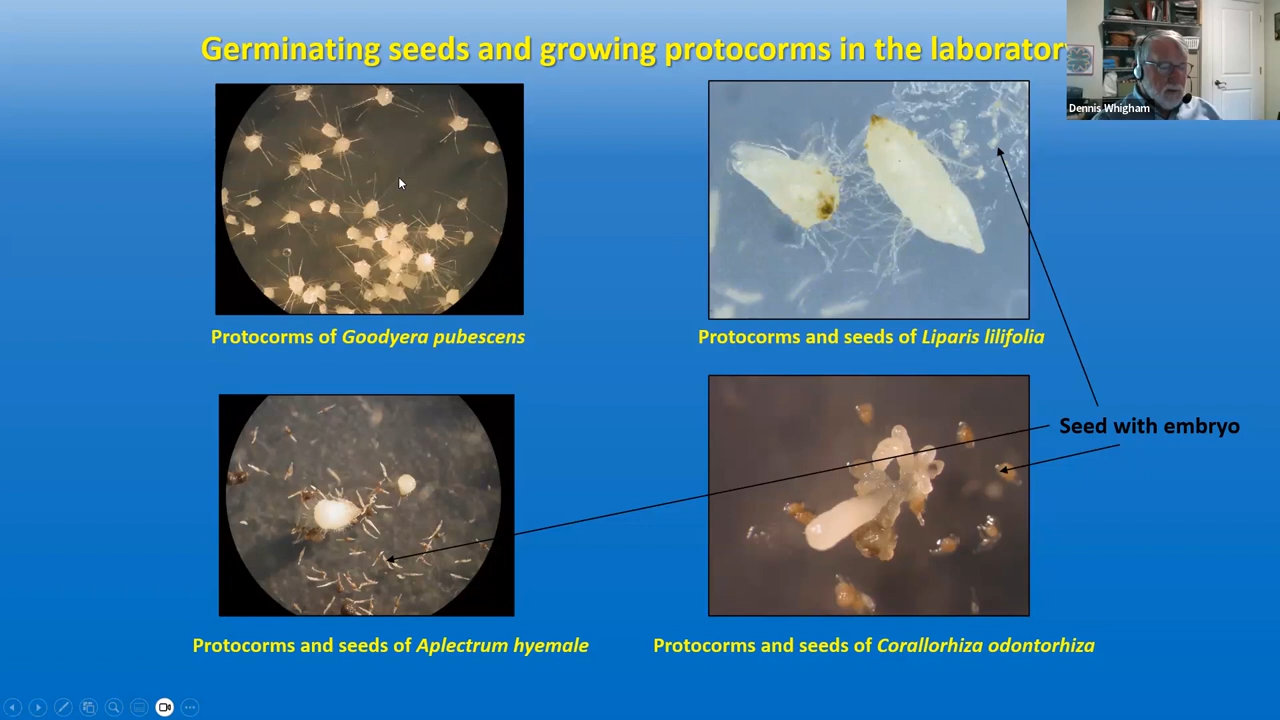 Germinating seeds and growing protocorms in the laborator
Dennis Whigham
Protocorms of Goodyera pubescens
Protocorms and seeds of Liparis lilifolia
Seed with embryo
Protocorms and seeds of Aplectrum hyemale
Protocorms and seeds of Corallorhiza odontorhiza